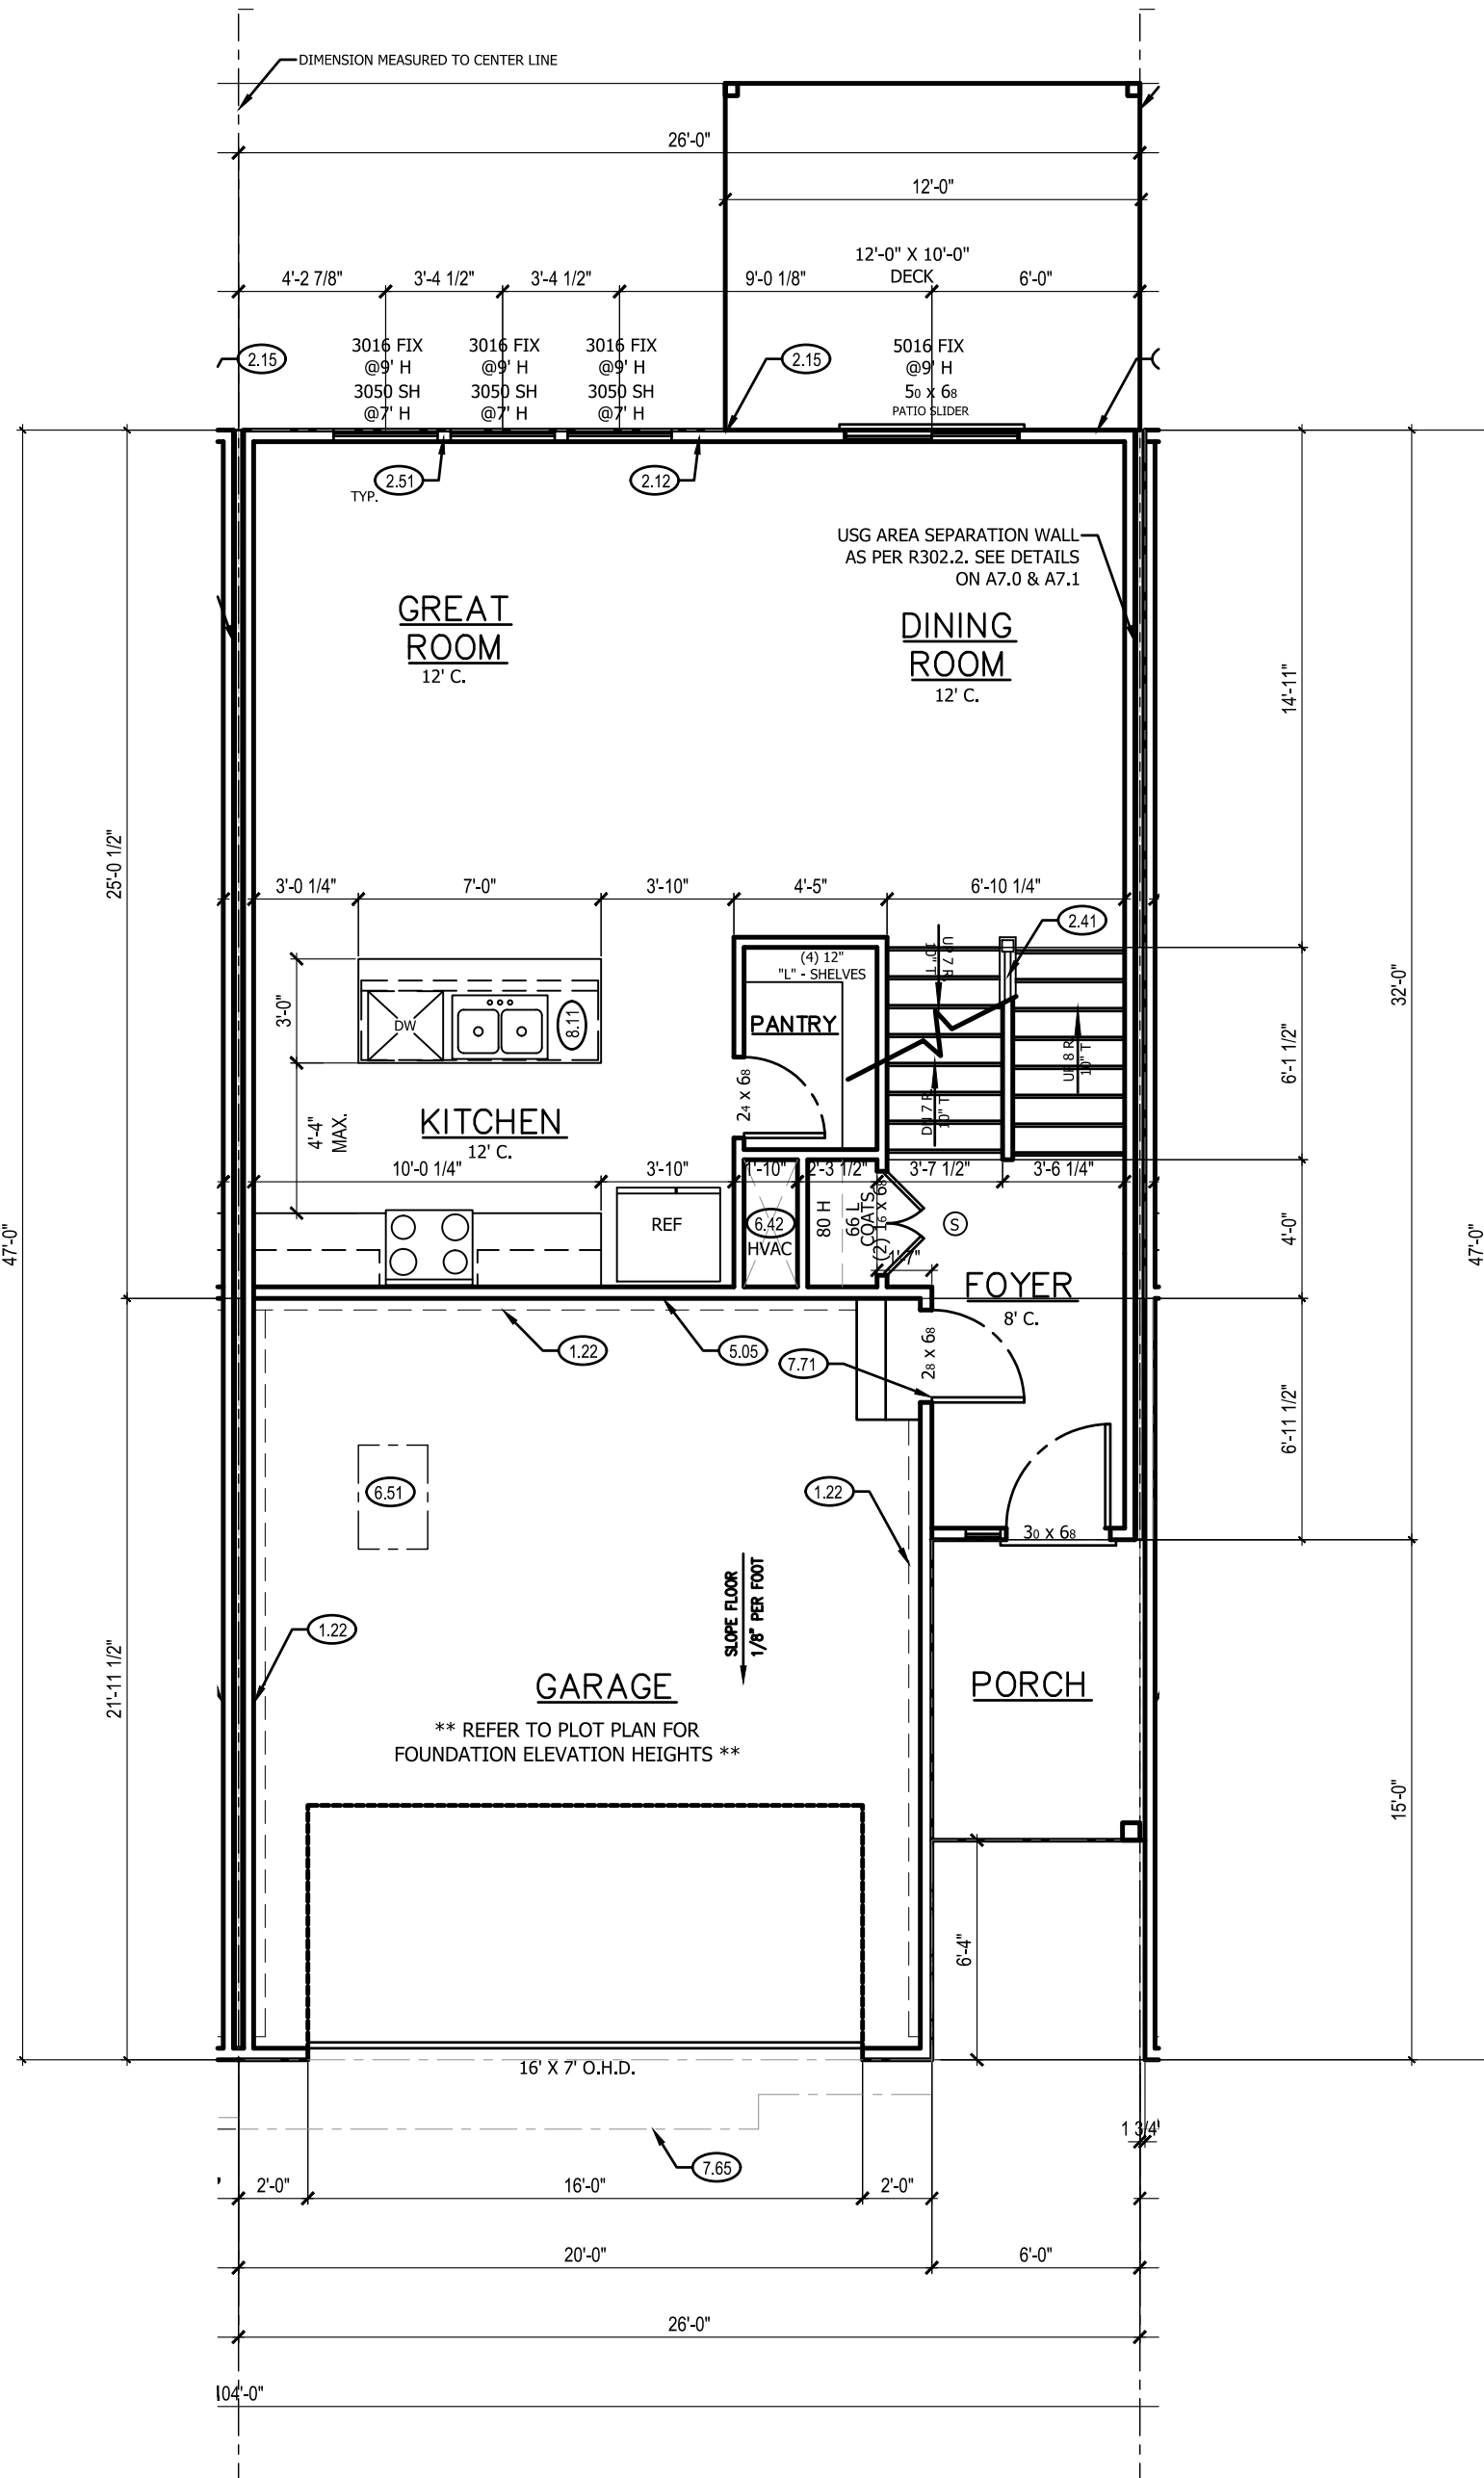 DIMENSION MEASURED TO CENTER LINE
26'-0"
12'-0"
12'-0" X 10'-0"
DECK
4'-2 7/8"
3'-4 1/2"
3'-4 1/2"
9'-0 1/8"
6'-0"
2.15
3016 FIX
@9' H
3050 SH
@7' H
3016 FIX
@9' H
3050 SH
@7' H
3016 FIX
@9' H
3050 SH
@7' H
2.15
5016 FIX
@9' H
50 X 68
PATIO SLIDER
2.51
TYP.
2.12
USG AREA SEPARATION WALL
AS PER R302.2. SEE DETAILS
ON A7.0 & A7.1
GREAT
ROOM
12' C.
DINING
ROOM
12' C.
14'-11"
25'-0 1/2"
32'-0"
47'-0"
47'-0"
3'-0 1/4"
7'-0"
3'-10"
4'-5"
6'-10 1/4"
2.41
(4) 12"
"L" - SHELVES
UP 7 R.
10" T
3'-0"
DW
8.11
PANTRY
24 X 68
UP 8 R.
10" T
DN 7 R.
10" T
6'-1 1/2"
4'-4"
MAX.
KITCHEN
12' C.
10'-0 1/4"
3'-10"
1'-10"
2'-3 1/2"
3'-7 1/2"
3'-6 1/4"
REF
6.42
HVAC
80 H
66 L
COATS
(2) 16 X 68
S
1'-7"
4'-0"
FOYER
8' C.
1.22
5.05
7.71
28 X 68
6'-11 1/2"
6.51
1.22
30 X 68
SLOPE FLOOR
1/8" PER FOOT
1.22
21'-11 1/2"
GARAGE
** REFER TO PLOT PLAN FOR
FOUNDATION ELEVATION HEIGHTS **
PORCH
15'-0"
6'-4"
16' X 7' O.H.D.
1 3/4"
7.65
2'-0"
16'-0"
2'-0"
20'-0"
6'-0"
26'-0"
104'-0"